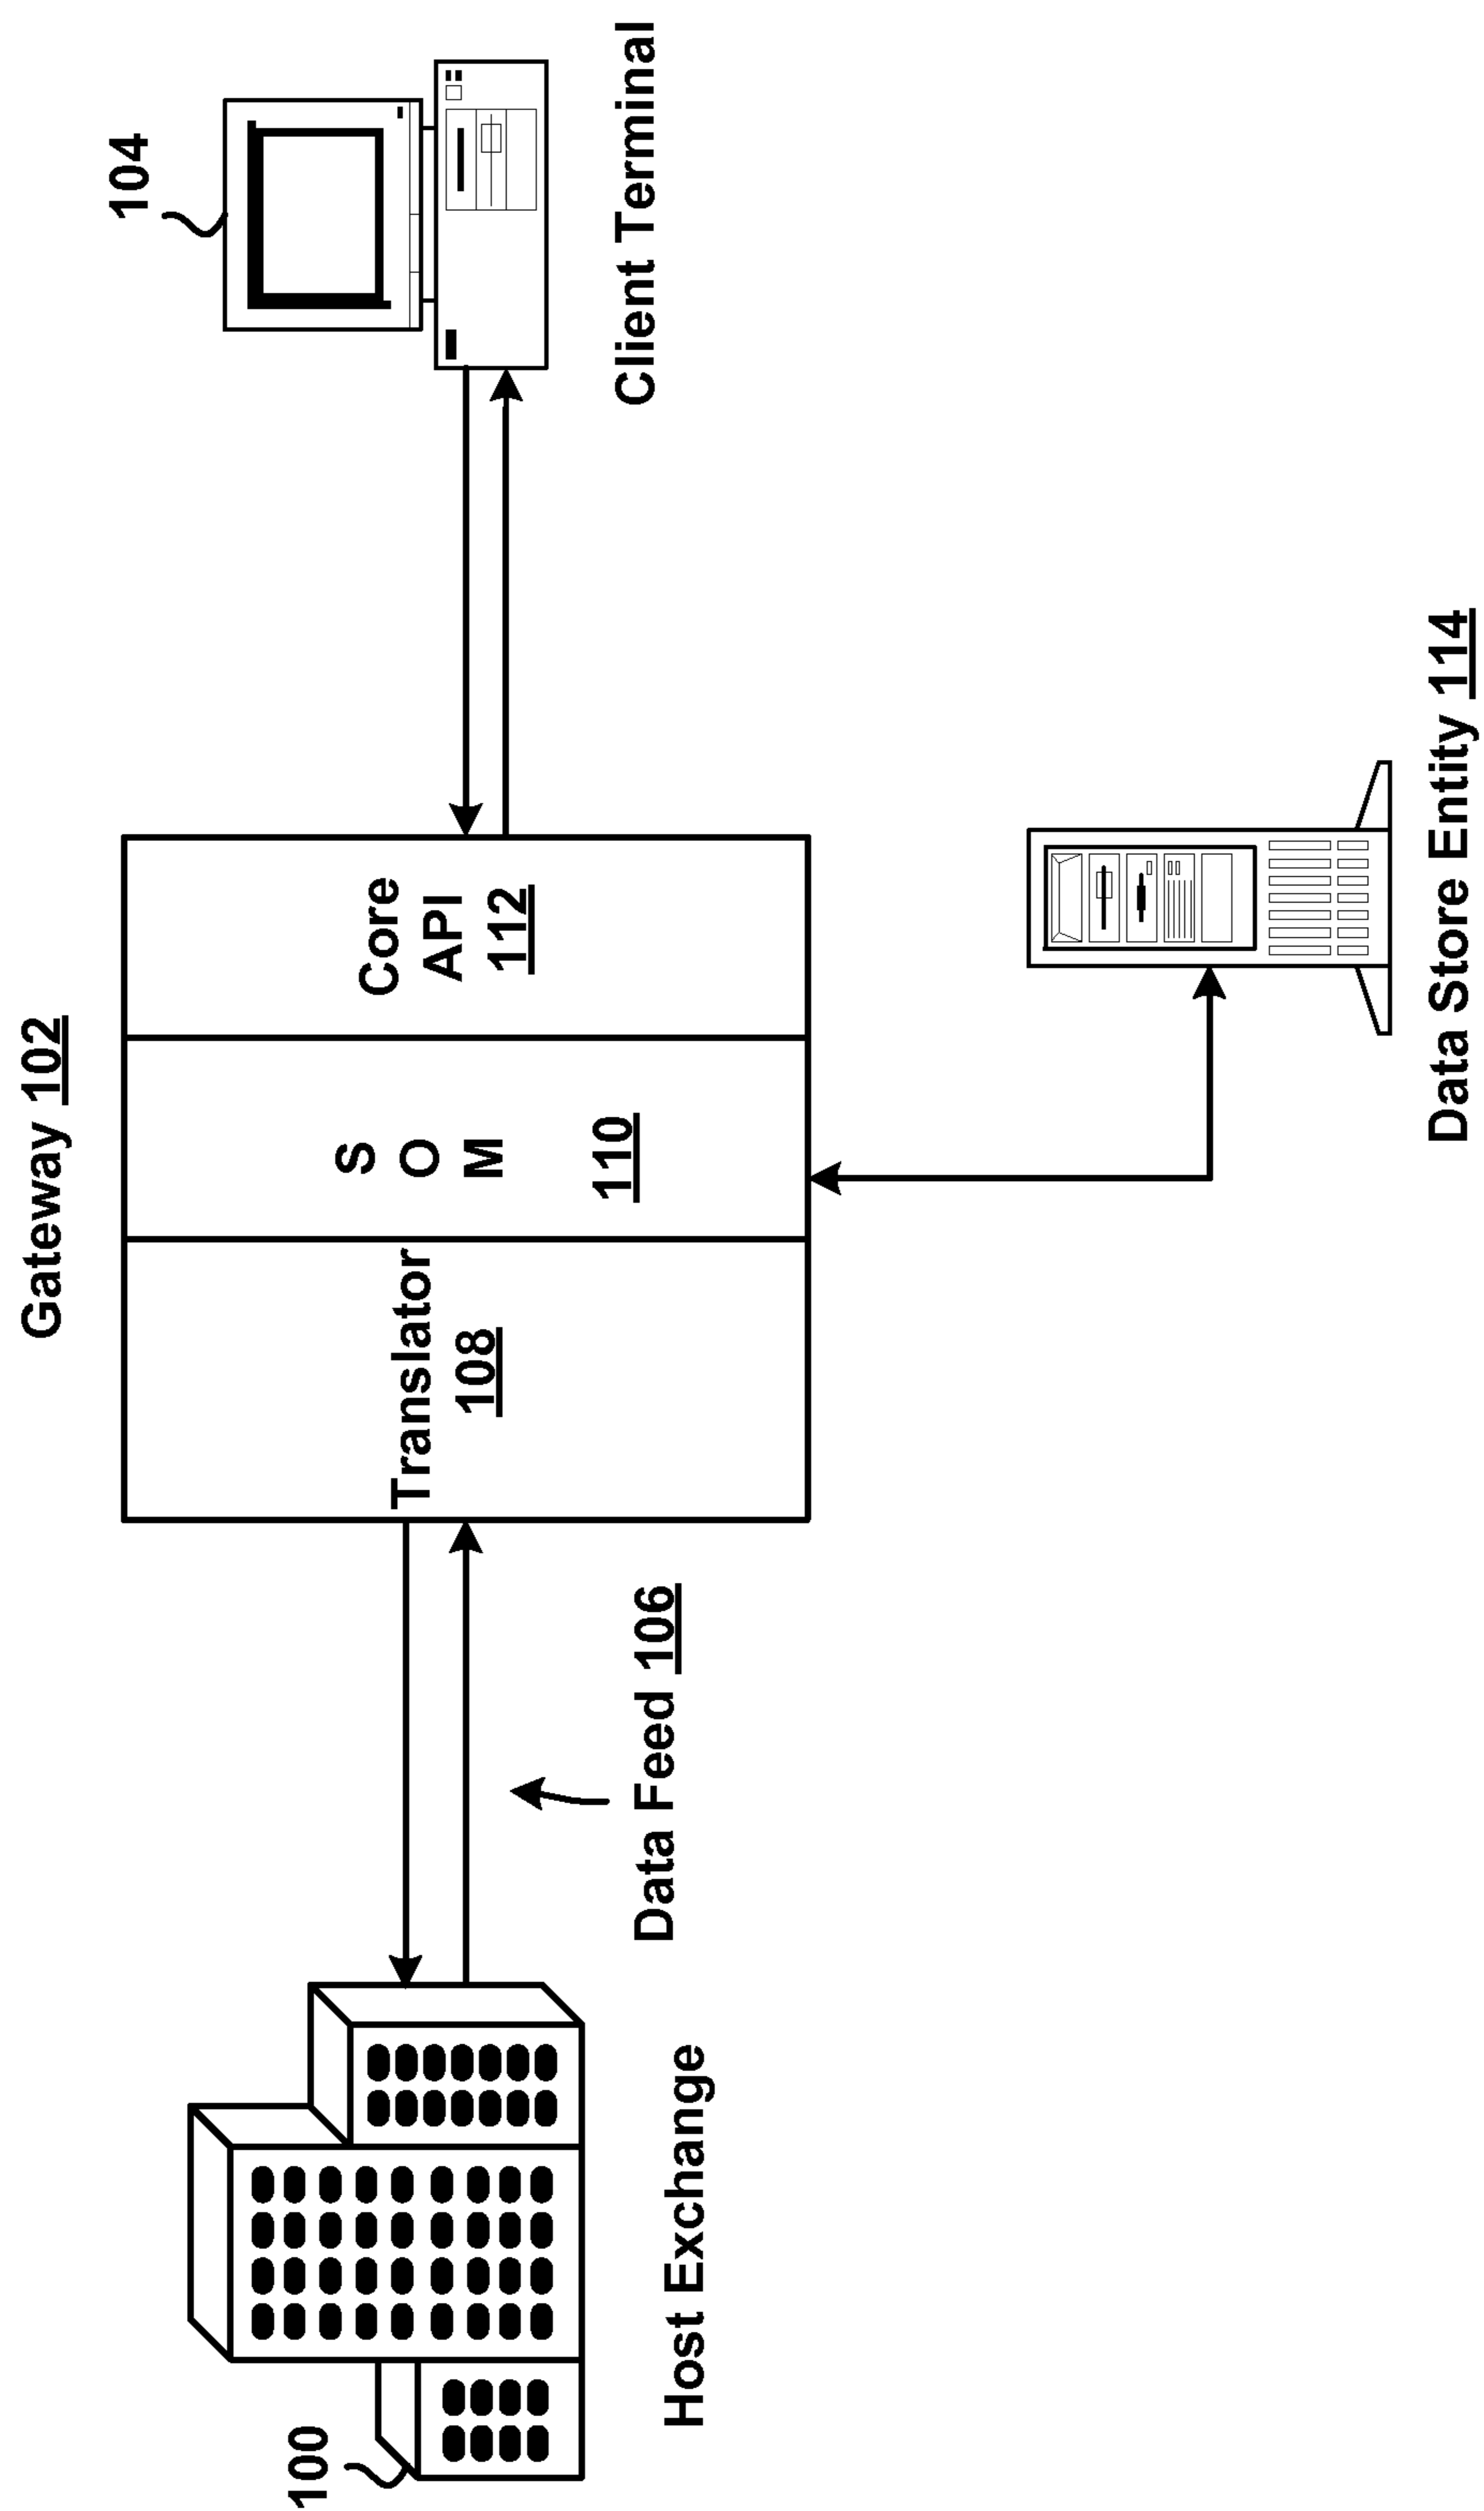 Gateway 102
104
100
Translator
108
S
O
M
110
Core
API
112
Data Feed 106
Host Exchange
Client Terminal
Data Store Entity 114